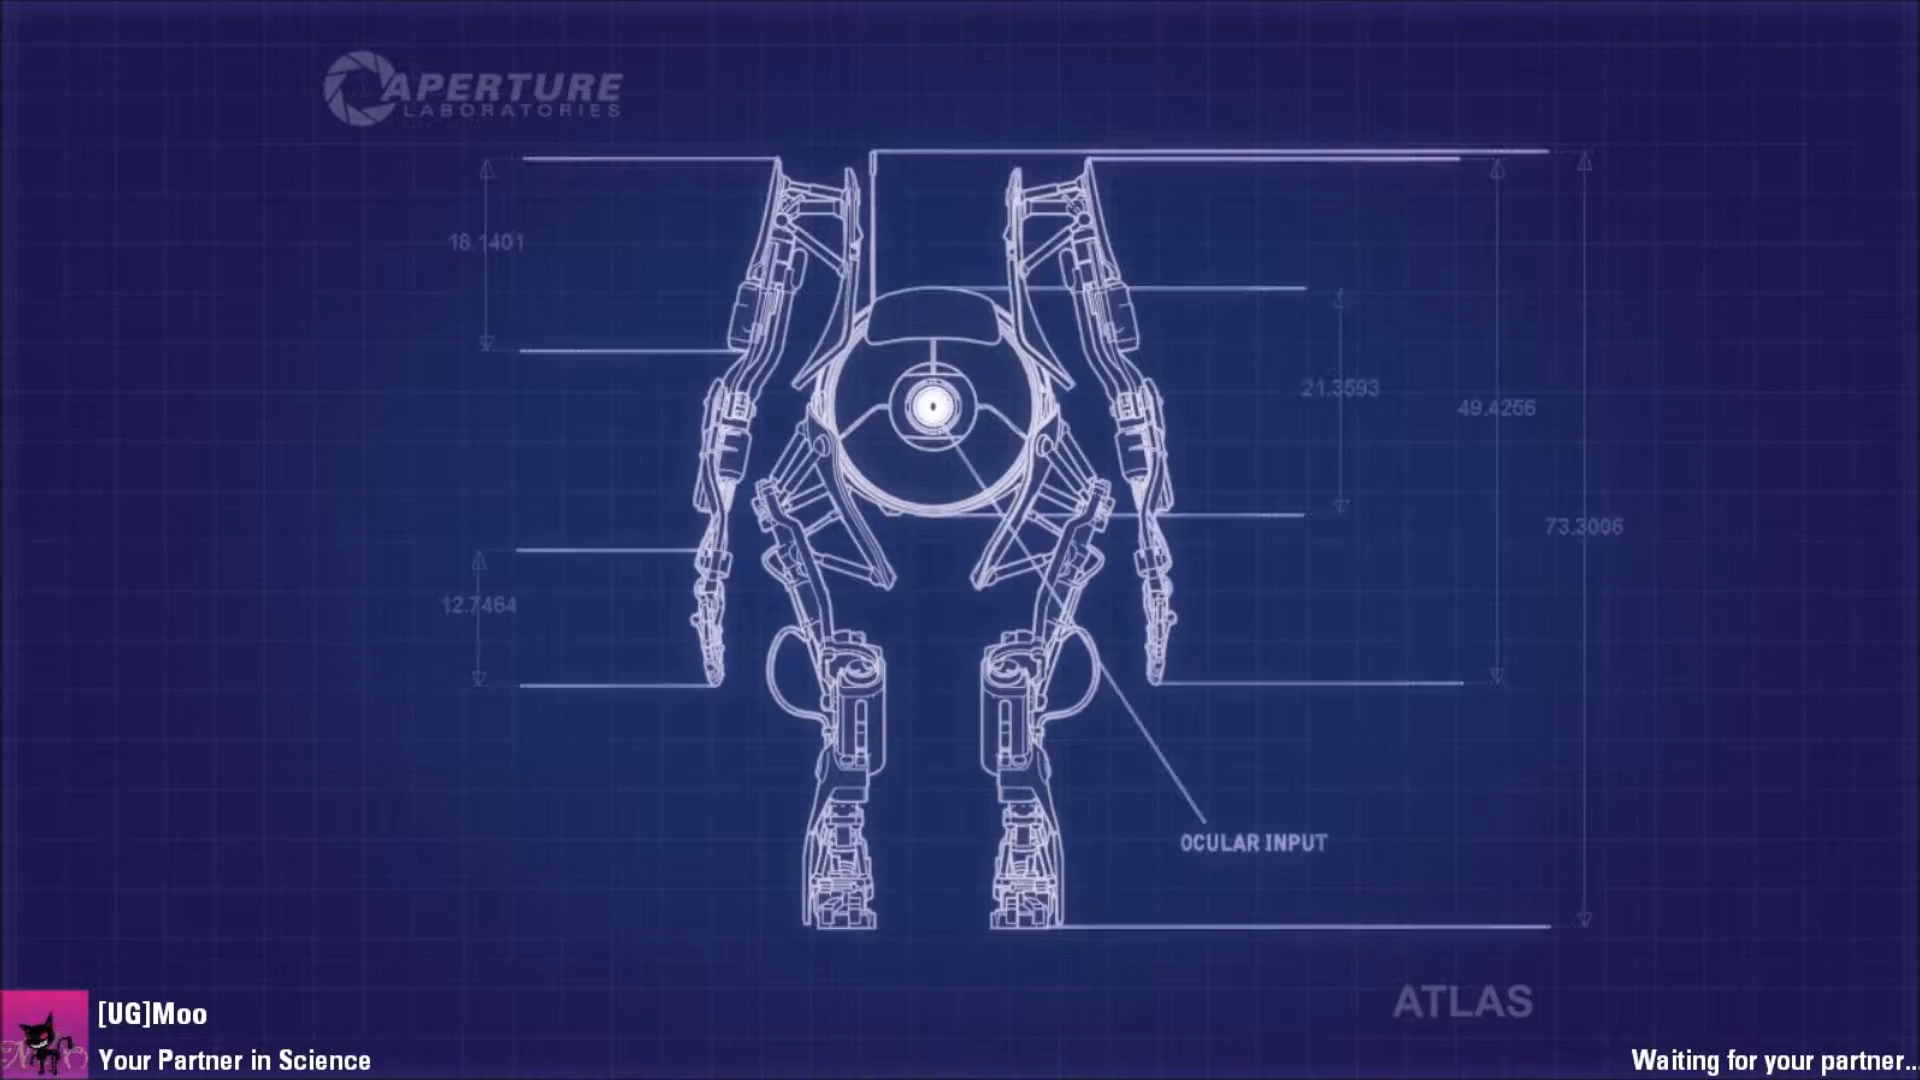 APERTURE
LABORATORIES
18.1401
21.3593
49.4256
73.3006
12.7464
OCULAR INPUT
ATLAS
[UG]Moo
Your Partner in Science
Waiting for your partner...